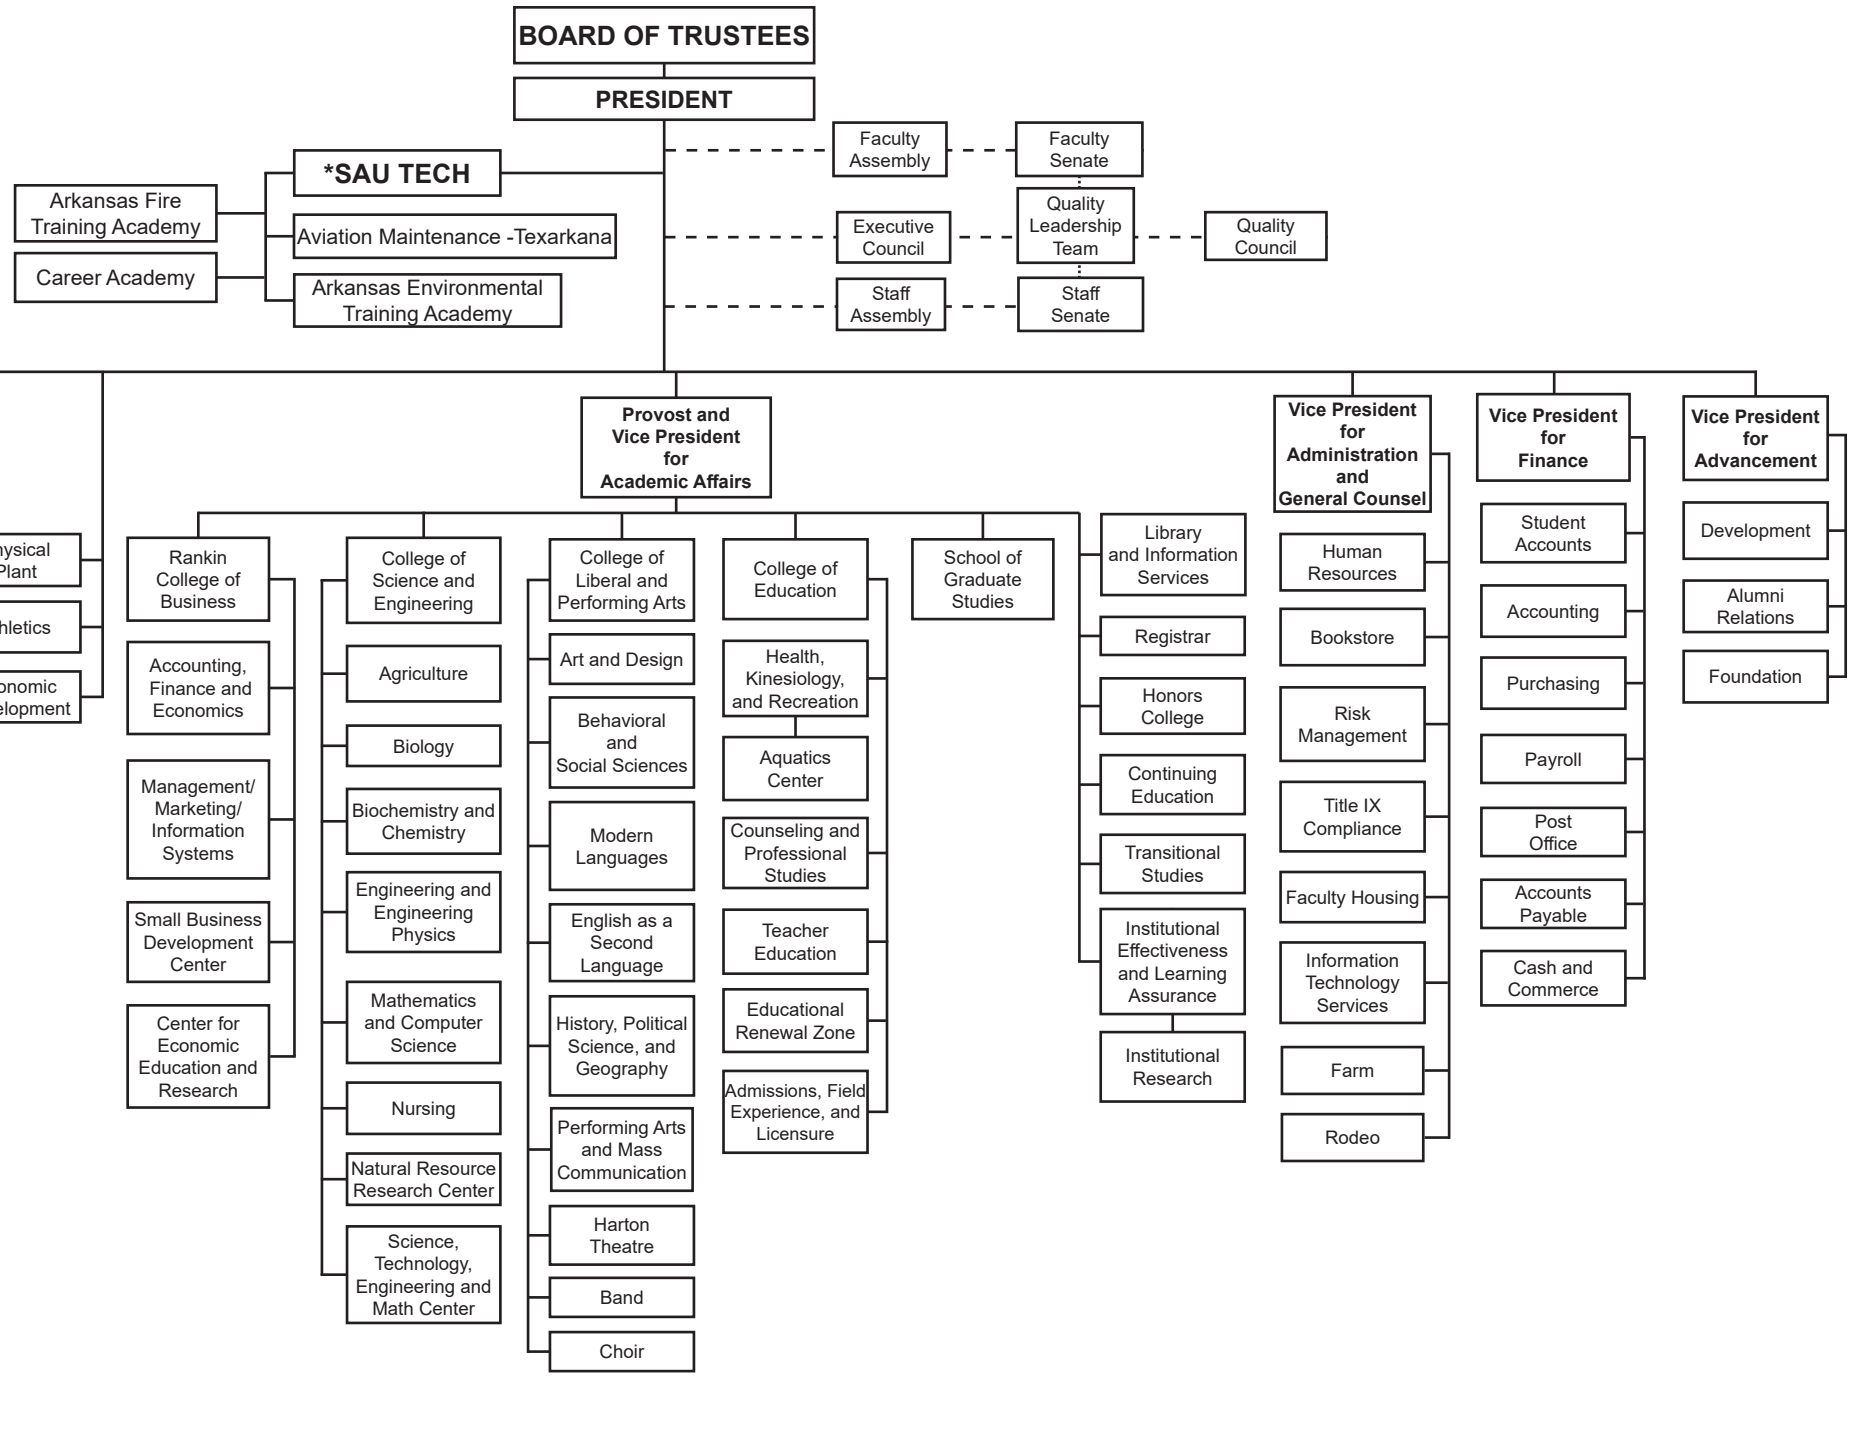 BOARD OF TRUSTEES
PRESIDENT
*SAU TECH
Arkansas Fire
Training Academy
Aviation Maintenance -Texarkana
Career Academy
Arkansas Environmental
Training Academy
Faculty
Assembly
Faculty
Senate
Executive
Council
Quality
Leadership
Team
Quality
Council
Staff
Assembly
Staff
Senate
Provost and
Vice President
for
Academic Affairs
Vice President
for
Administration
and
General Counsel
Vice President
for
Finance
Vice President
for
Advancement
ysical
Plant
hletics
onomic
elopment
Rankin
College of
Business
Accounting,
Finance and
Economics
Management/
Marketing/
Information
Systems
Small Business
Development
Center
Center for
Economic
Education and
Research
College of
Science and
Engineering
Agriculture
Biology
Biochemistry and
Chemistry
Engineering and
Engineering
Physics
Mathematics
and Computer
Science
Nursing
Natural Resource
Research Center
Science,
Technology,
Engineering and
Math Center
College of
Liberal and
Performing Arts
Art and Design
Behavioral
and
Social Sciences
Modern
Languages
English as a
Second
Language
History, Political
Science, and
Geography
Performing Arts
and Mass
Communication
Harton
Theatre
Band
Choir
College of
Education
Health,
Kinesiology,
and Recreation
Aquatics
Center
Counseling and
Professional
Studies
Teacher
Education
Educational
Renewal Zone
Admissions, Field
Experience, and
Licensure
School of
Graduate
Studies
Library
and Information
Services
Registrar
Honors
College
Continuing
Education
Transitional
Studies
Institutional
Effectiveness
and Learning
Assurance
Institutional
Research
Human
Resources
Bookstore
Risk
Management
Title IX
Compliance
Faculty Housing
Information
Technology
Services
Farm
Rodeo
Student
Accounts
Accounting
Purchasing
Payroll
Post
Office
Accounts
Payable
Cash and
Commerce
Development
Alumni
Relations
Foundation